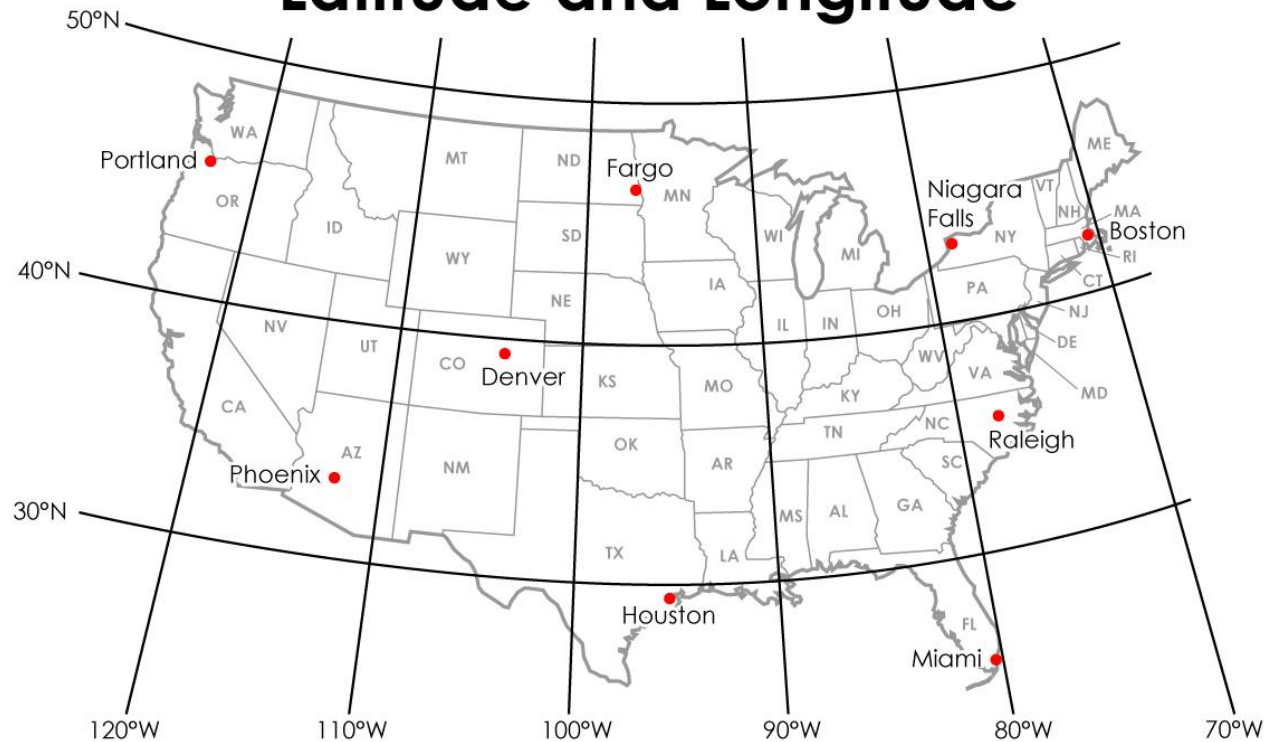 Latitude and Longitude
50°N
WA
Portland
MT
ND
Fargo
MN
ME
OR
ID
SD
WY
WI
MI
Niagara
Falls
VT
NH
MA
Boston
NY
RI
CT
40°N
NE
IA
PA
NV
UT
CO
Denver
KS
MO
IL
IN
OH
WV
VA
NJ
DE
MD
KY
CA
AZ
NM
OK
AR
TN
NC
Raleigh
SC
Phoenix
30°N
TX
LA
MS
AL
GA
Houston
FL
Miami
120°W
110°W
100°W
90°W
80°W
70°W